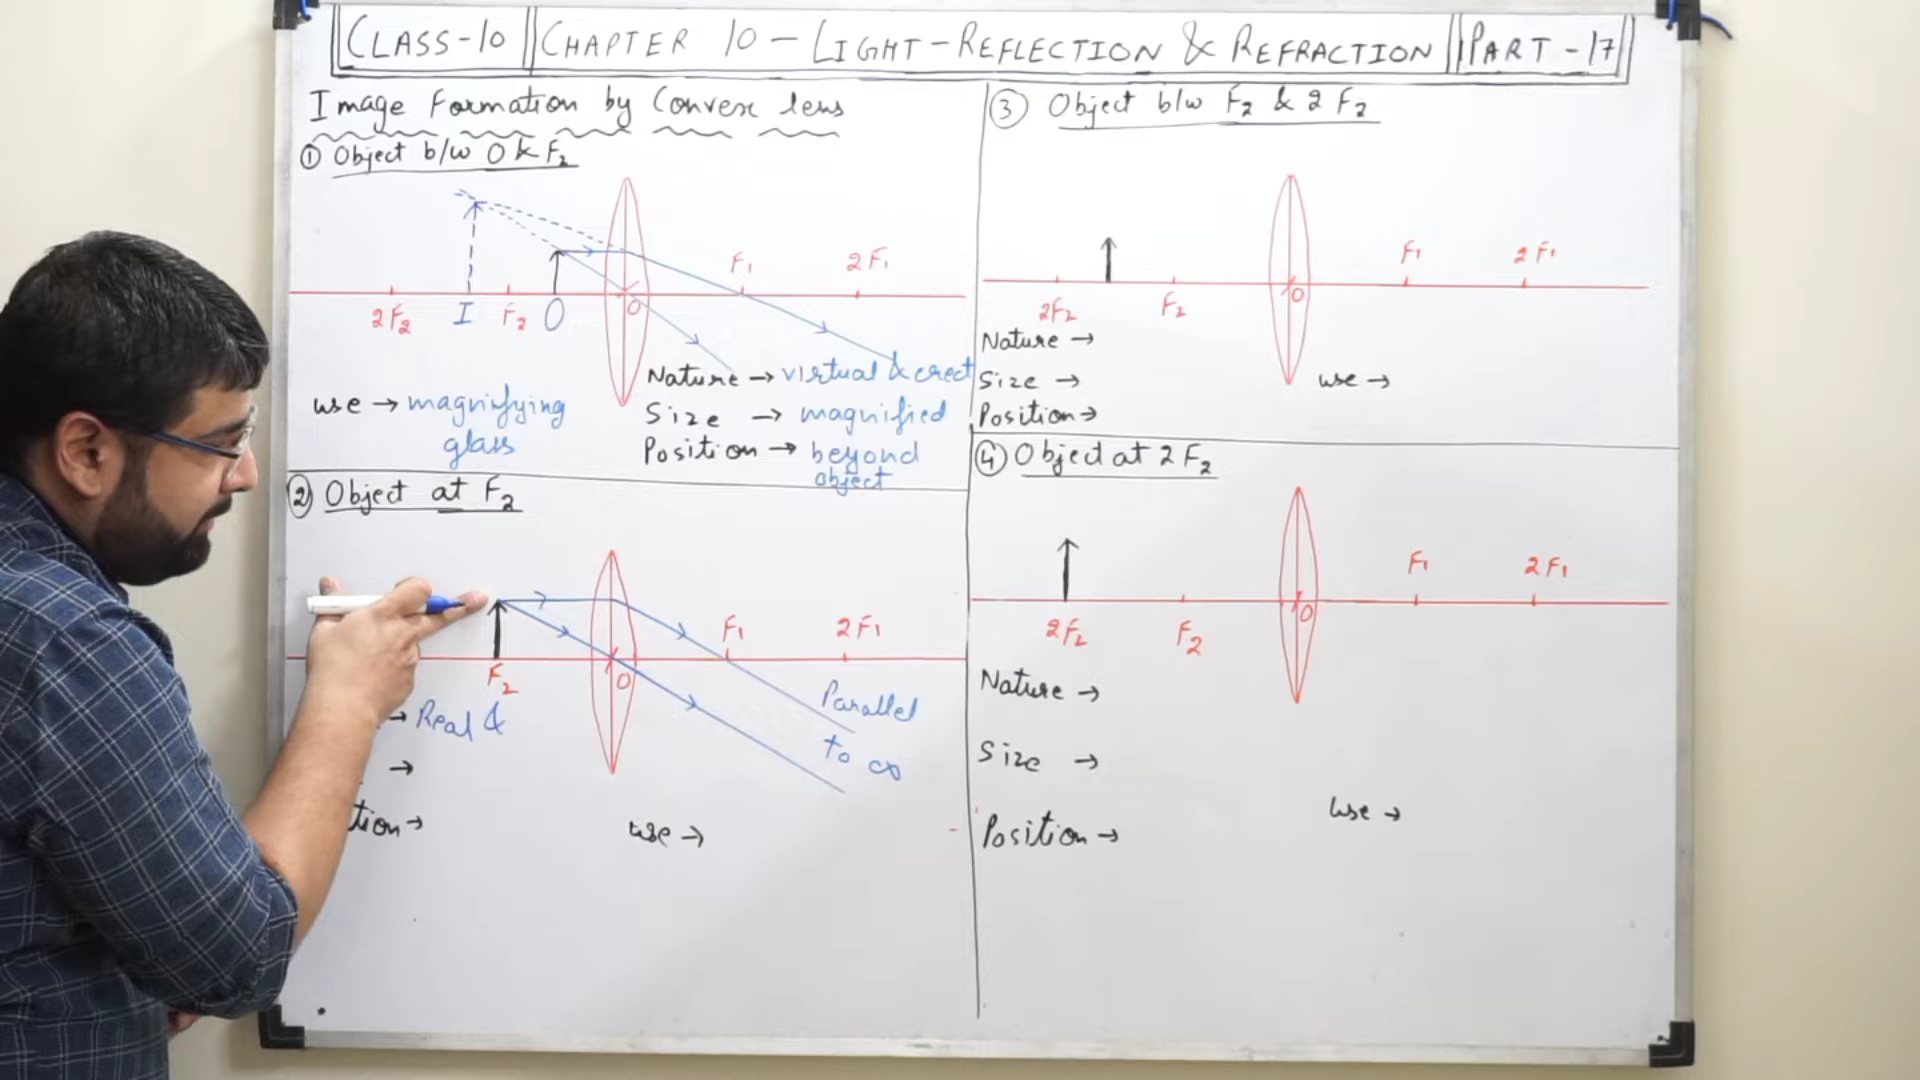 CLASS-10 CHAPTER 10 - LIGHT-REFLECTION & REFRACTION PART-17
Image Formation by Convex lens
① Object b/w O & F₂
2F₂ I F₂ O O F₁ 2F₁
use → magnifying
glass
Nature → virtual & erect
Size → magnified
Position → beyond
object
② Object at F₂
F₂ O F₁ 2F₁
→ Real &
→
tion →
Parallel
to ∞
use →
③ Object b/w F₂ & 2F₂
2F₂ F₂ O F₁ 2F₁
Nature →
Size →
Position →
use →
④ Object at 2F₂
2F₂ F₂ O F₁ 2F₁
Nature →
Size →
Position →
use →